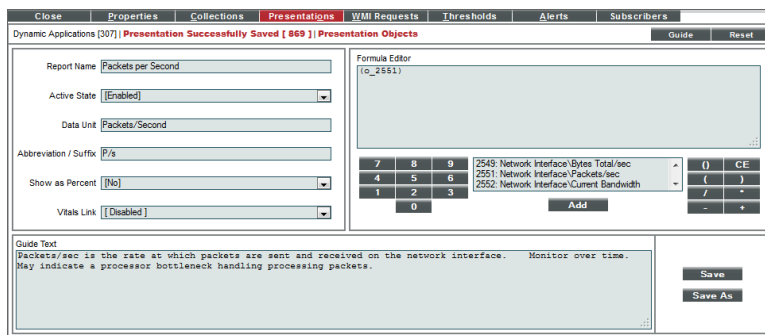 Close Properties Collections Presentations WMI Requests Thresholds Alerts Subscribers
Dynamic Applications [307] | Presentation Successfully Saved [ 869 ] | Presentation Objects Guide Reset
Report Name Packets per Second
Active State [Enabled]
Data Unit Packets/Second
Abbreviation / Suffix P/s
Show as Percent [No]
Vitals Link [ Disabled ]
Formula Editor
(o_2551)
7 8 9
4 5 6
1 2 3
0
2549: Network Interface\Bytes Total/sec
2551: Network Interface\Packets/sec
2552: Network Interface\Current Bandwidth
Add
() CE
( )
/ *
- +
Guide Text
Packets/sec is the rate at which packets are sent and received on the network interface. Monitor over time.
May indicate a processor bottleneck handling processing packets.
Save
Save As